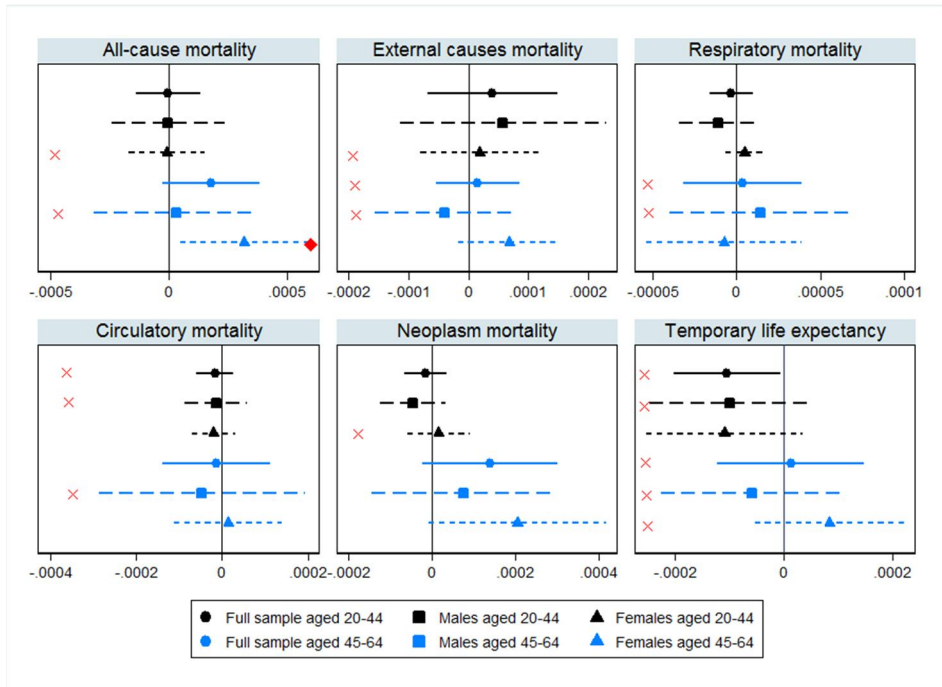 All-cause mortality
External causes mortality
Respiratory mortality
-.0005 0 .0005
-.0002 -.0001 0 .0001 .0002
-.00005 0 .00005 .0001
Circulatory mortality
Neoplasm mortality
Temporary life expectancy
-.0004 -.0002 0 .0002
-.0002 0 .0002 .0004
-.0002 0 .0002
Full sample aged 20-44 Males aged 20-44 Females aged 20-44
Full sample aged 45-64 Males aged 45-64 Females aged 45-64